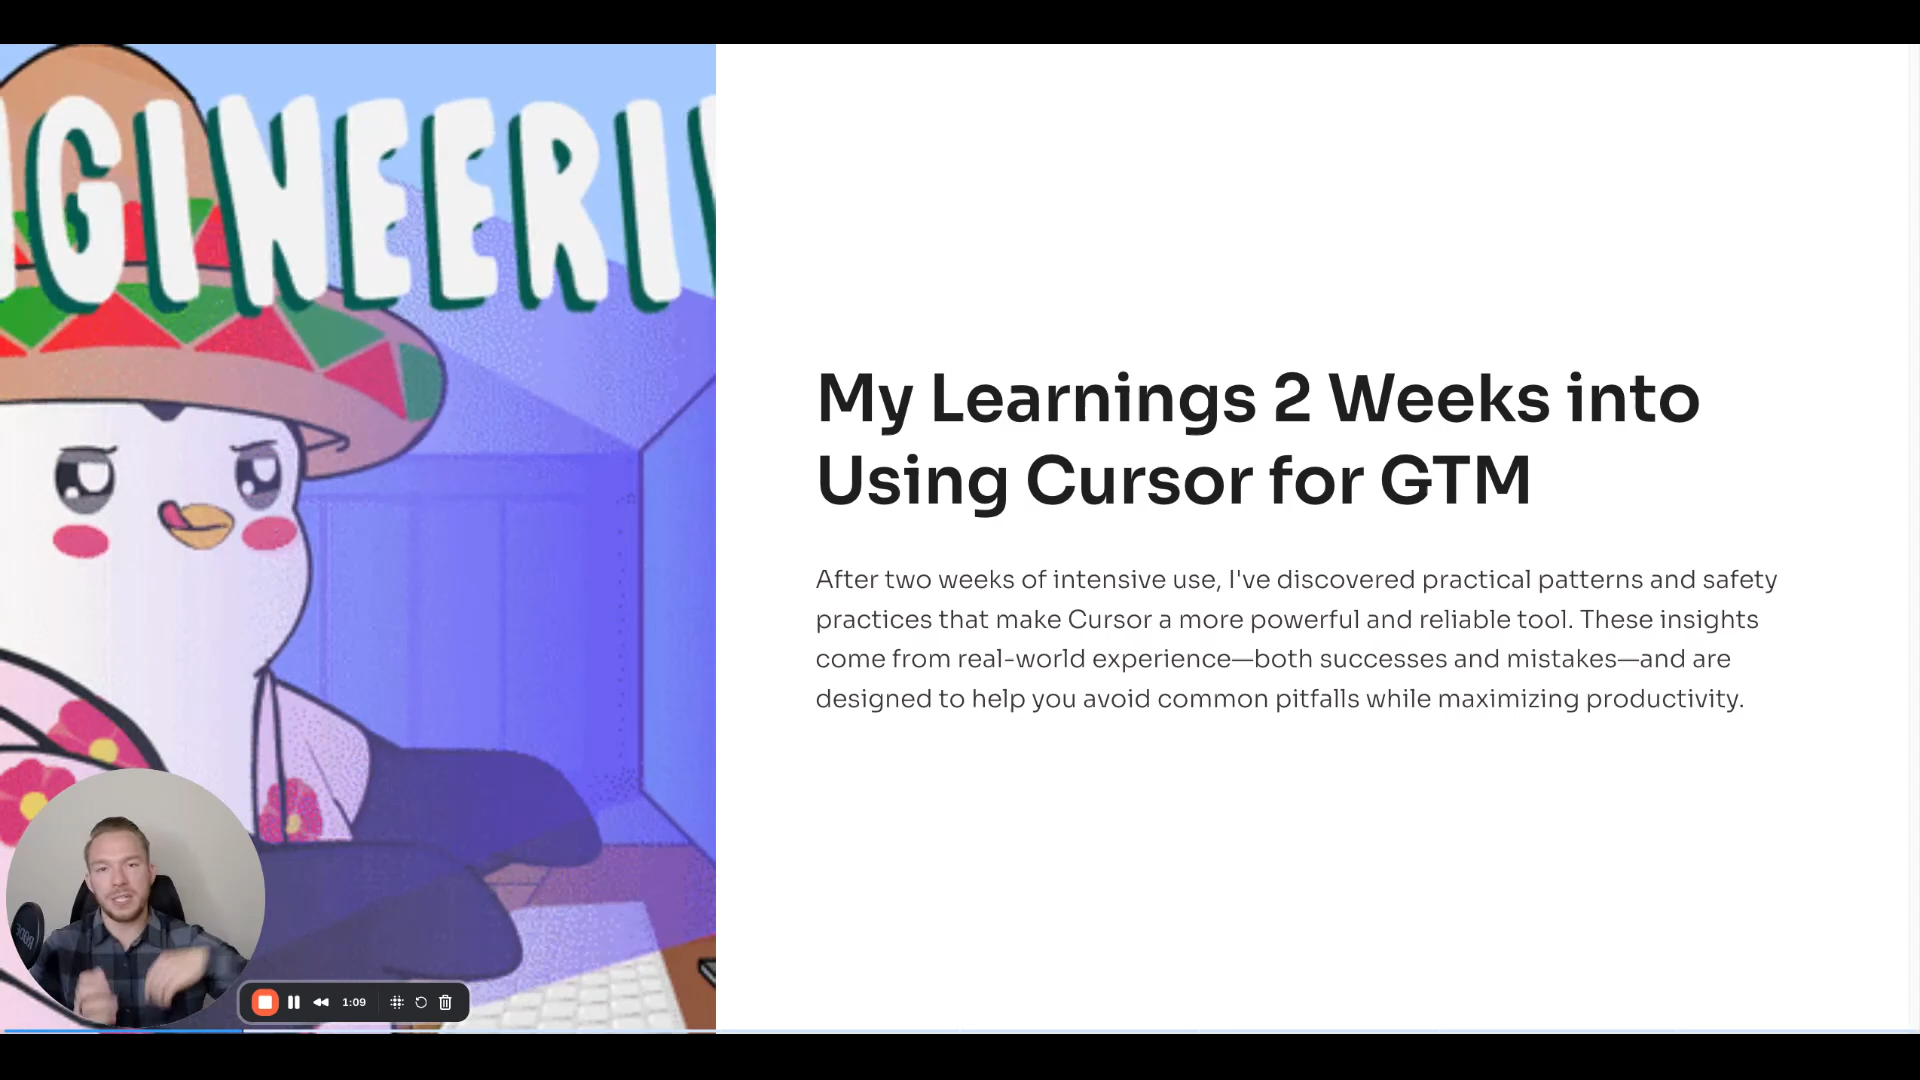 GINEERI
My Learnings 2 Weeks into
Using Cursor for GTM
After two weeks of intensive use, I've discovered practical patterns and safety
practices that make Cursor a more powerful and reliable tool. These insights
come from real-world experience—both successes and mistakes—and are
designed to help you avoid common pitfalls while maximizing productivity.
RODE
1:09